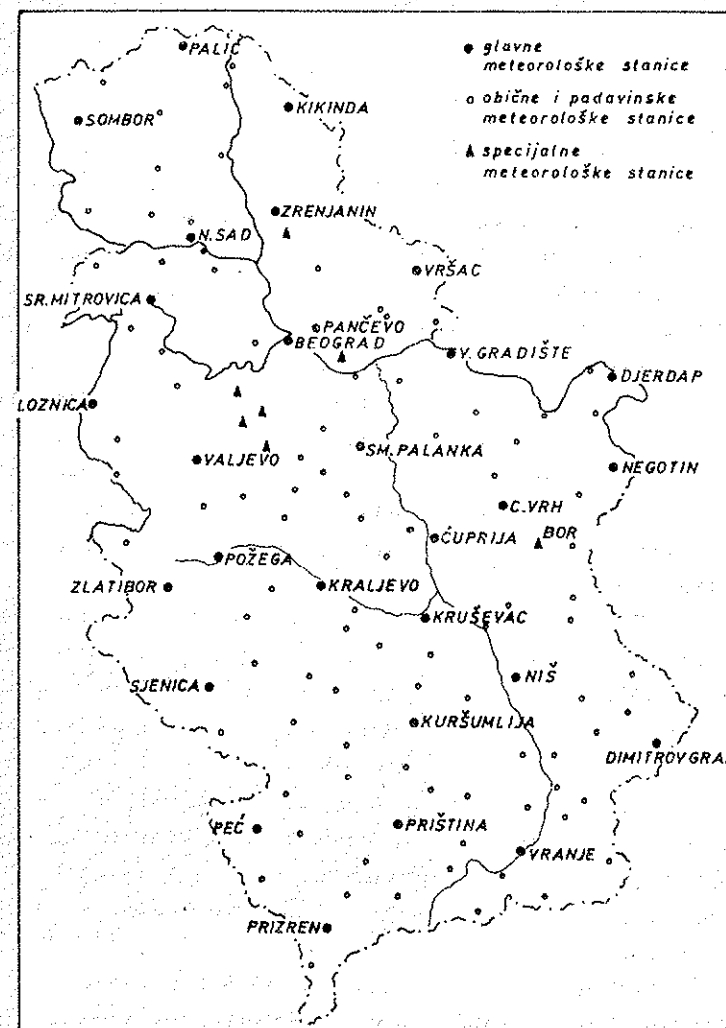 PALIĆ
glavne
meteorološke stanice
SOMBOR
KIKINDA
obične i padavinske
meteorološke stanice
specijalne
meteorološke stanice
ZRENJANIN
N.SAD
VRŠAC
SR.MITROVICA
PANČEVO
BEOGRAD
V.GRADIŠTE
DJERDAP
LOZNICA
SM.PALANKA
VALJEVO
NEGOTIN
C.VRH
ĆUPRIJA
BOR
POŽEGA
ZLATIBOR
KRALJEVO
KRUŠEVAC
NIŠ
SJENICA
KURŠUMLIJA
DIMITROVGRAD
PEĆ
PRIŠTINA
VRANJE
PRIZREN